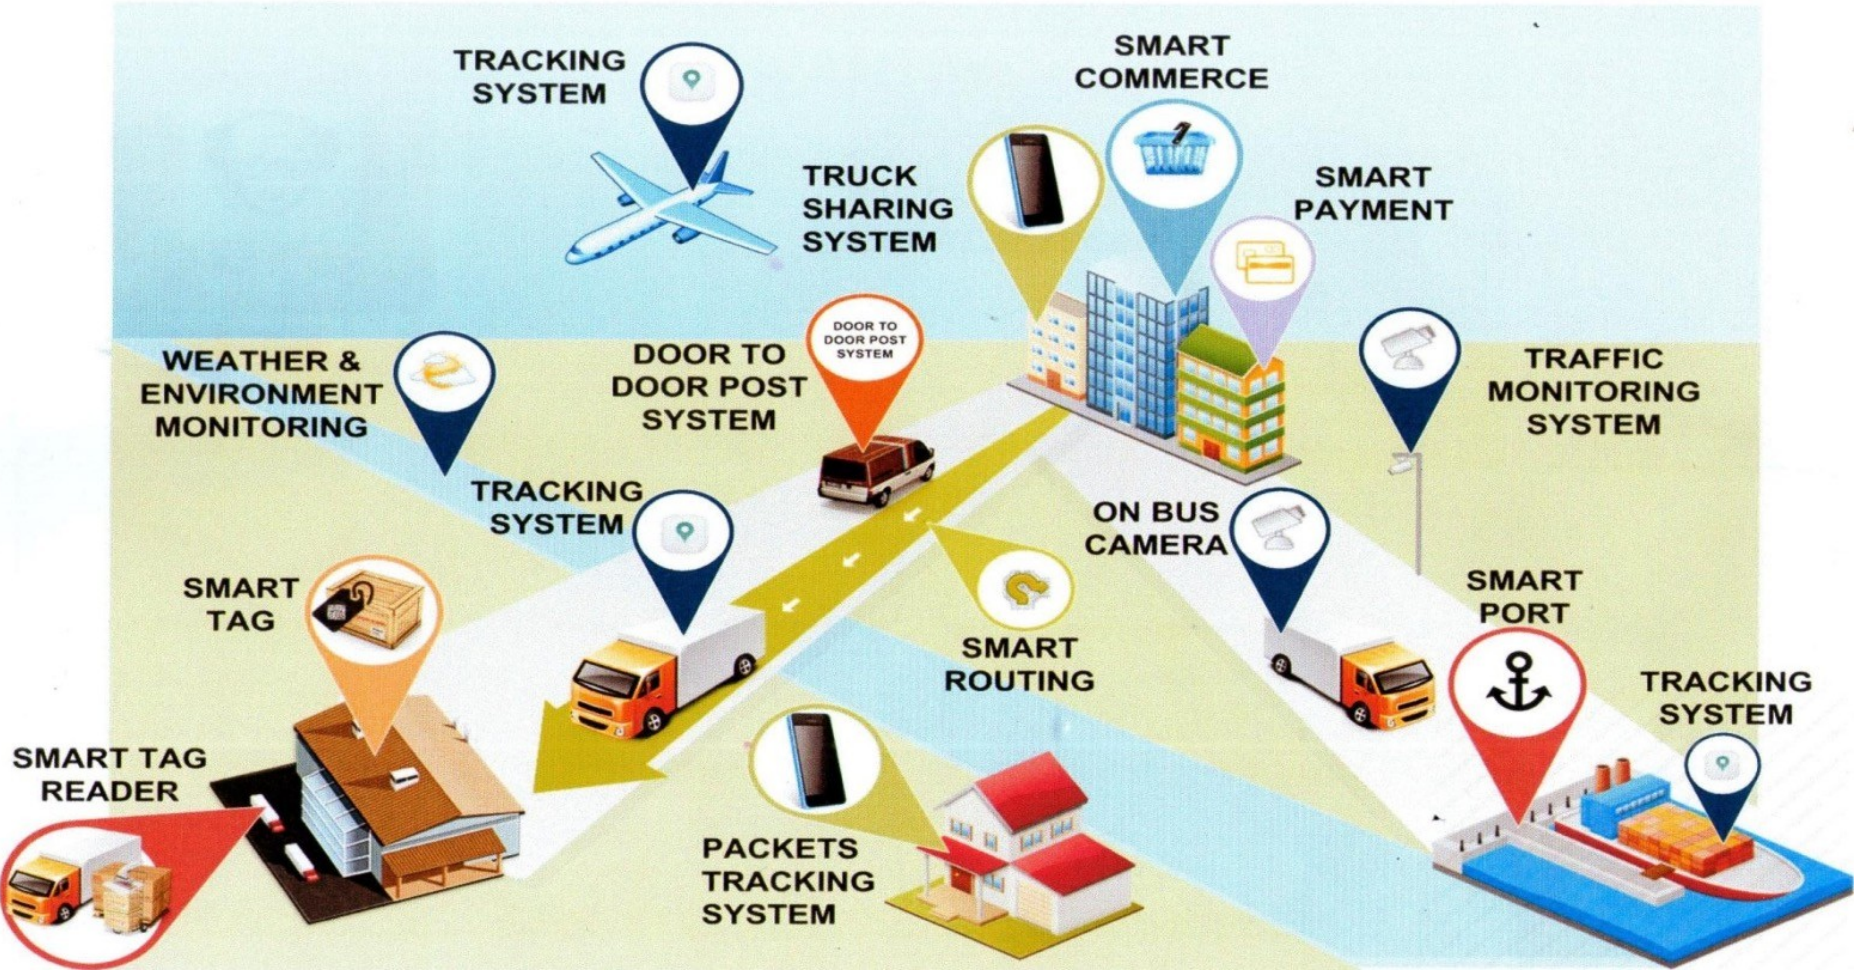 TRACKING
SYSTEM
SMART
COMMERCE
TRUCK
SHARING
SYSTEM
SMART
PAYMENT
WEATHER &
ENVIRONMENT
MONITORING
DOOR TO
DOOR POST
SYSTEM
DOOR TO
DOOR POST
SYSTEM
TRAFFIC
MONITORING
SYSTEM
TRACKING
SYSTEM
ON BUS
CAMERA
SMART
TAG
SMART
ROUTING
SMART
PORT
TRACKING
SYSTEM
SMART TAG
READER
PACKETS
TRACKING
SYSTEM